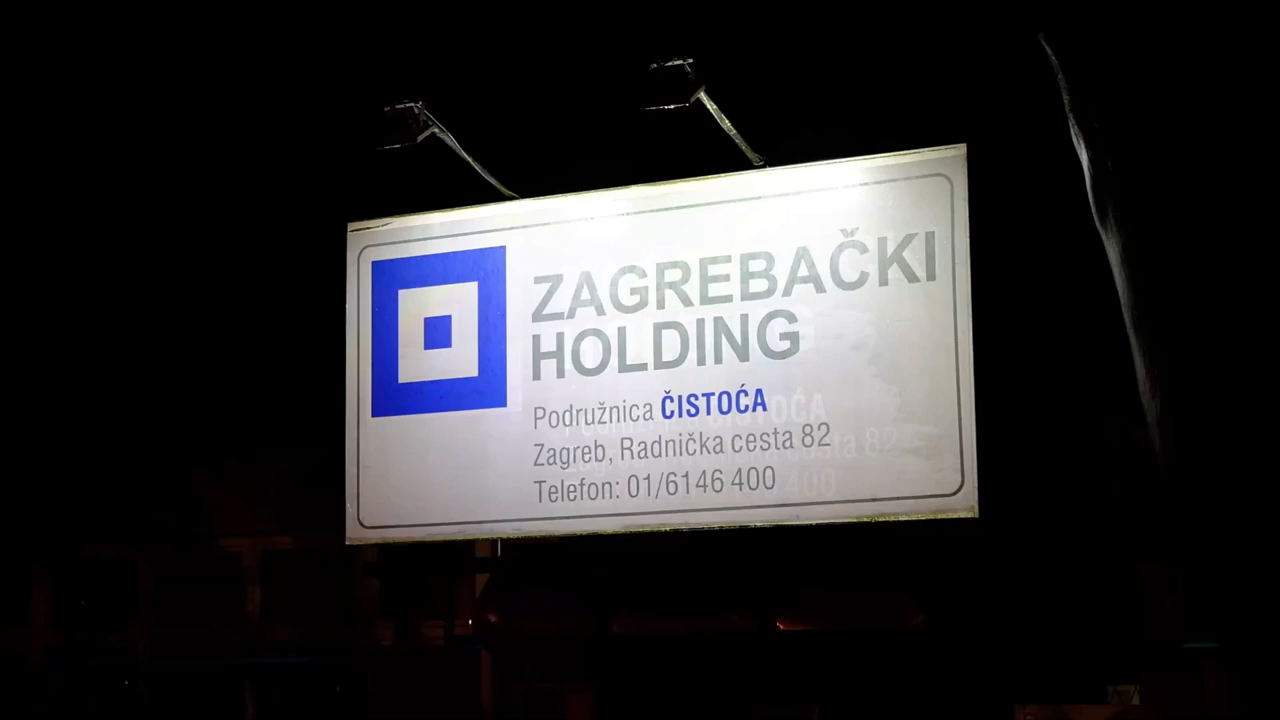 ZAGREBAČKI
HOLDING
Podružnica ČISTOĆA
Zagreb, Radnička cesta 82
Telefon: 01/6146 400